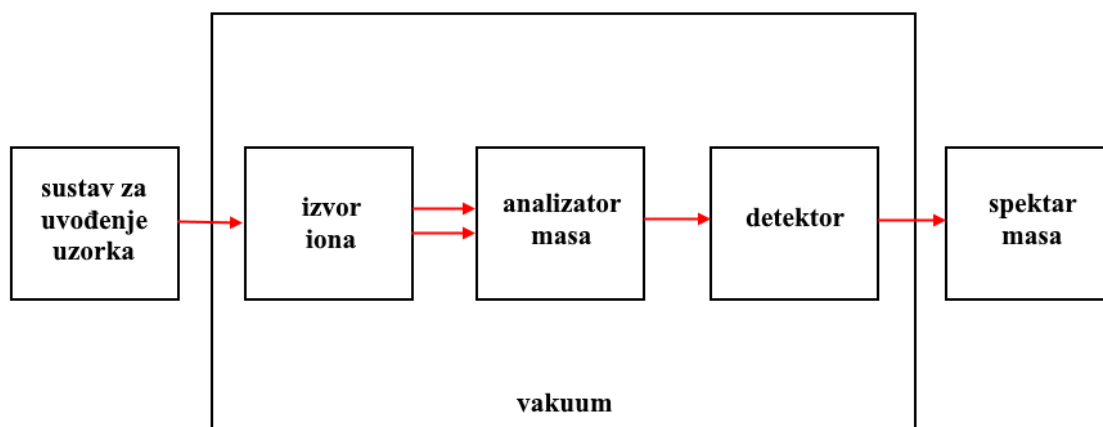 sustav za
uvođenje
uzorka
izvor
iona
analizator
masa
detektor
spektar
masa
vakuum